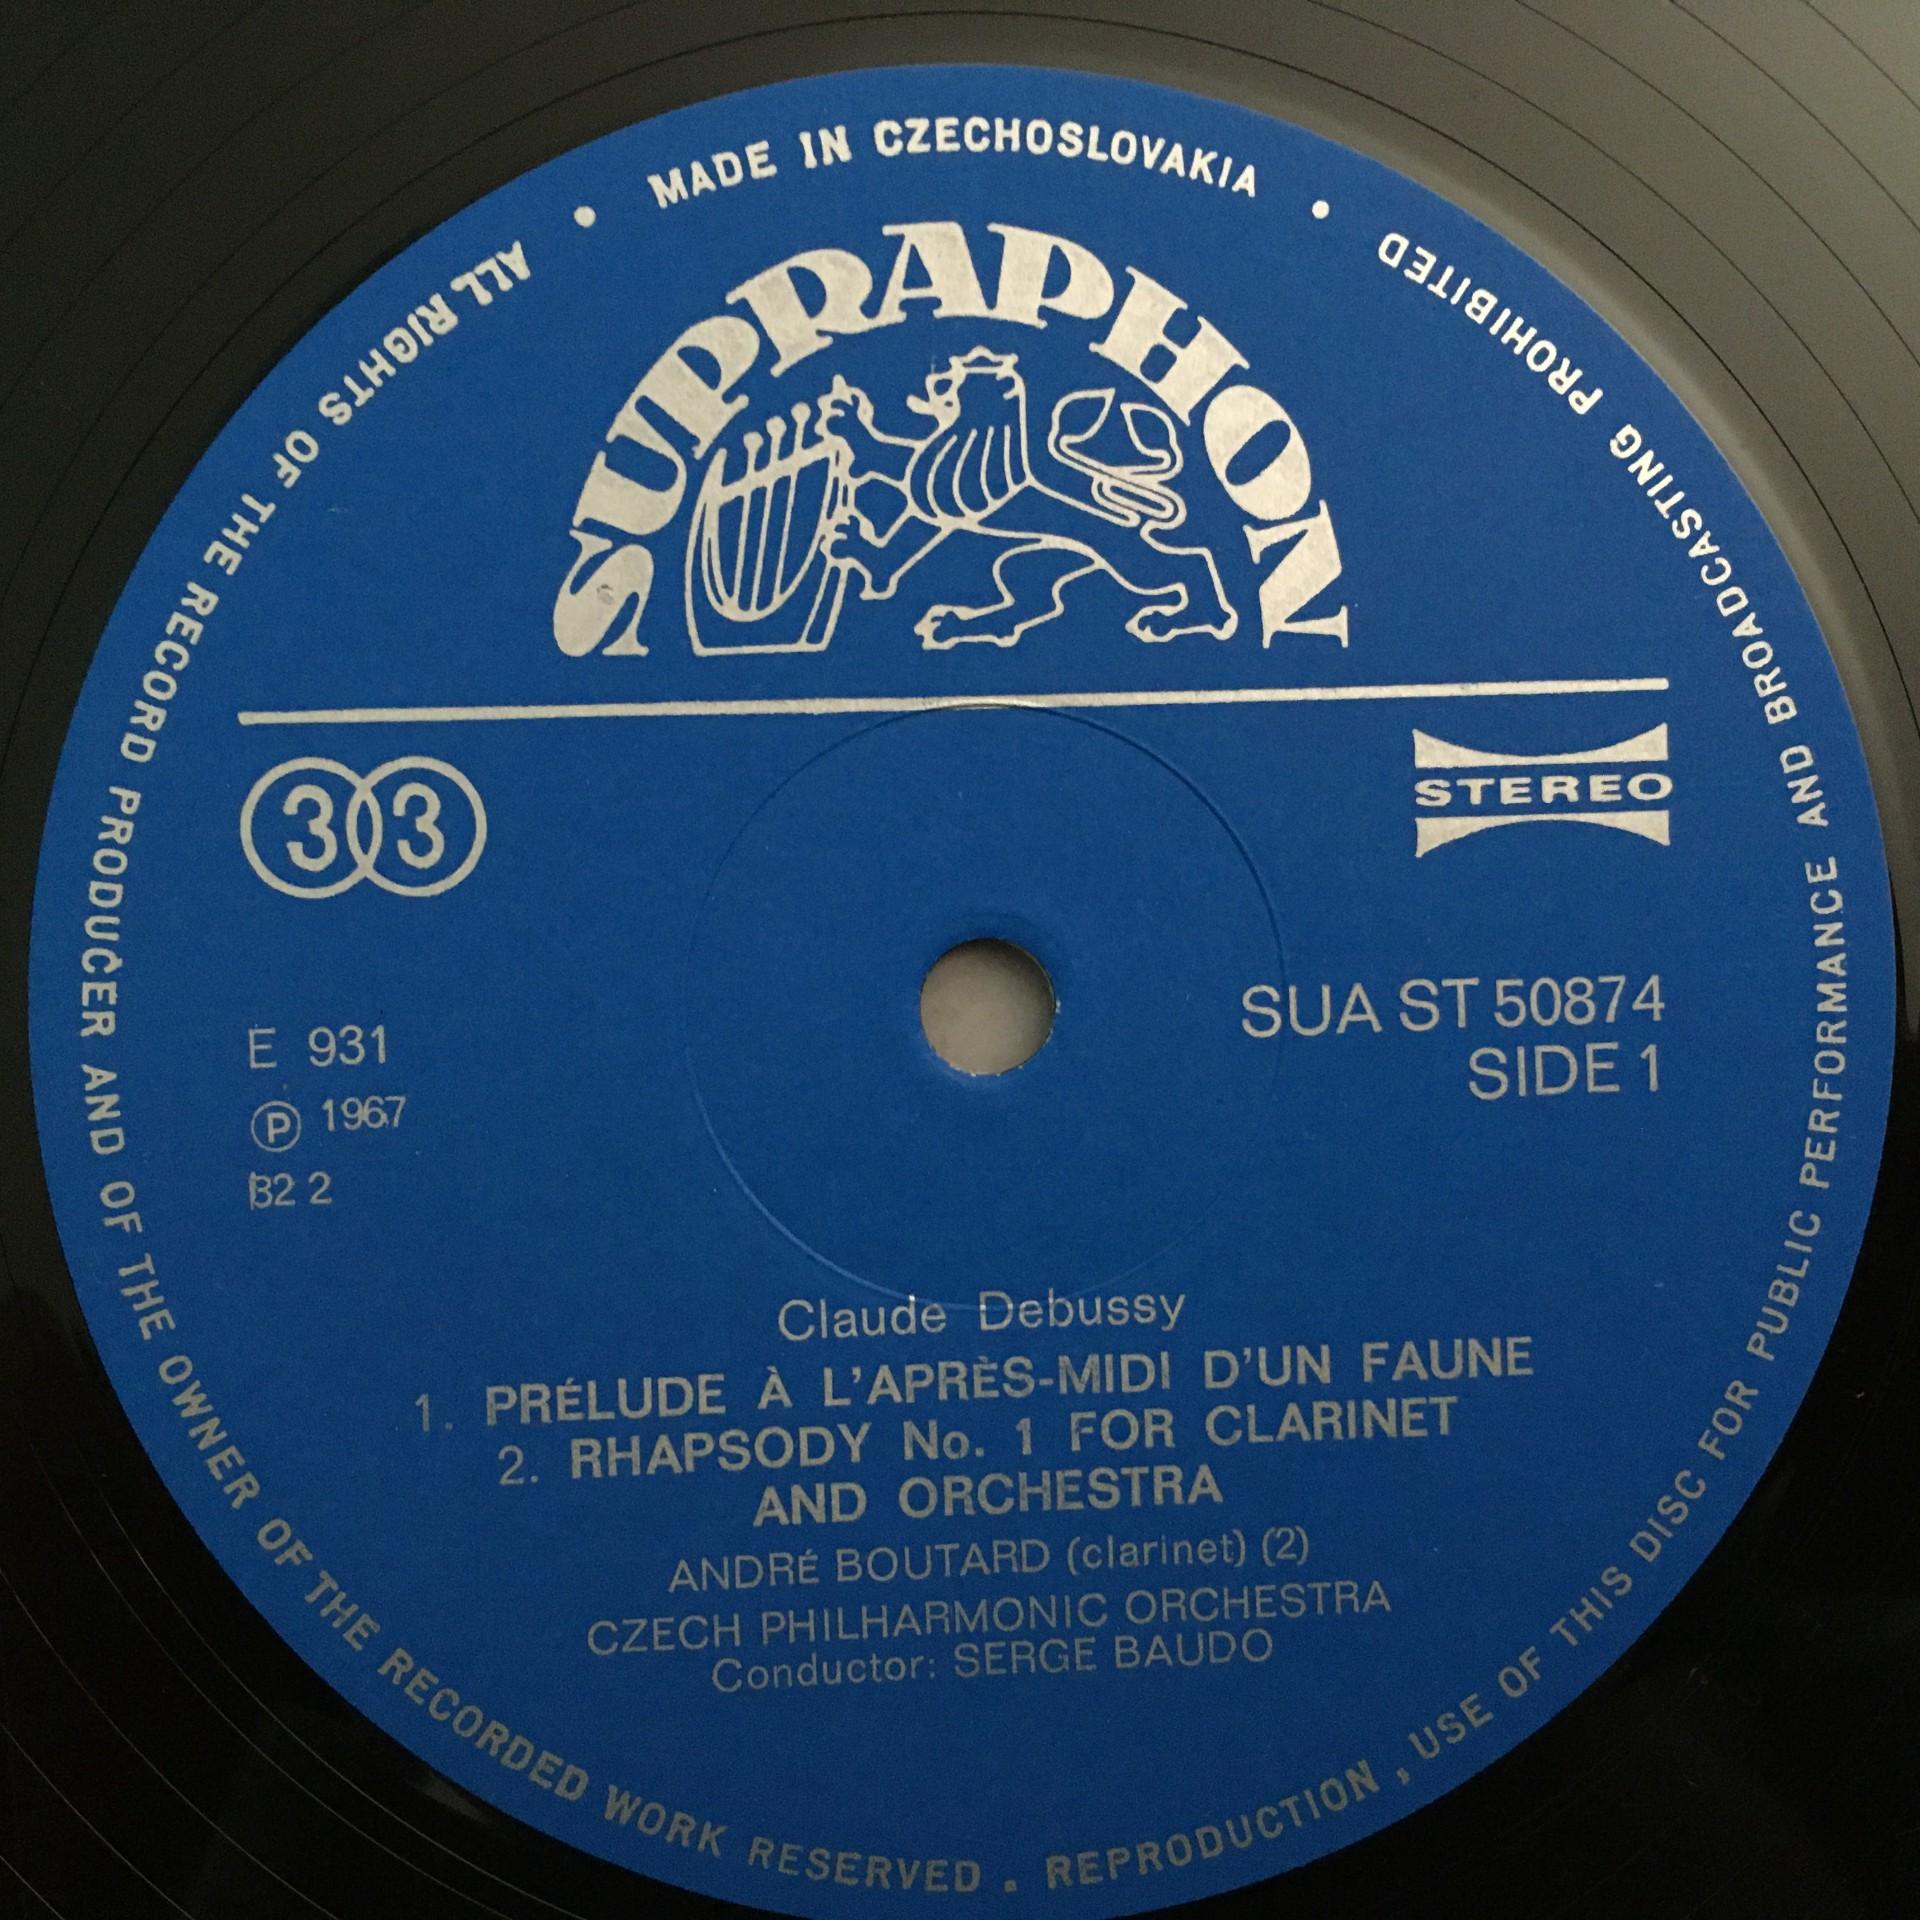 MADE IN CZECHOSLOVAKIA
SUPRAPHON
33
STEREO
SUA ST 50874
SIDE 1
E 931
Ⓟ 1967
B2 2
Claude Debussy
1. PRÉLUDE À L'APRÈS-MIDI D'UN FAUNE
2. RHAPSODY No. 1 FOR CLARINET
AND ORCHESTRA
ANDRÉ BOUTARD (clarinet) (2)
CZECH PHILHARMONIC ORCHESTRA
Conductor: SERGE BAUDO
ALL RIGHTS OF THE RECORD PRODUCER AND OF THE OWNER OF THE RECORDED WORK RESERVED . REPRODUCTION , USE OF THIS DISC FOR PUBLIC PERFORMANCE AND BROADCASTING PROHIBITED